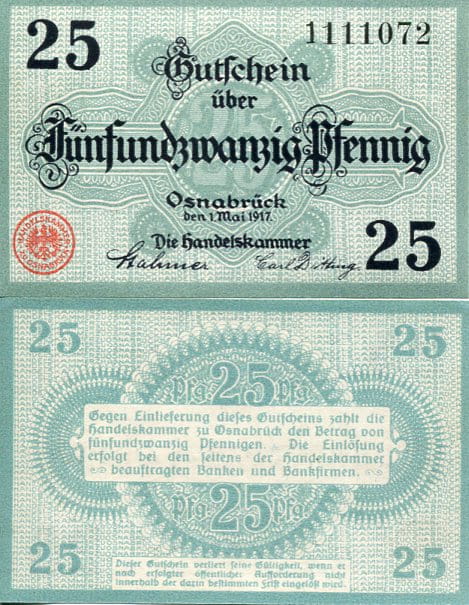 25
1111072
Gutschein
über
Fünfundzwanzig Pfennig
Osnabrück
den 1. Mai 1917.
Die Handelskammer
Stahmer
25
HANDELSKAMMER
25
25
Pfg 25 Pfg
Gegen Einlieferung dieses Gutscheins zahlt die
Handelskammer zu Osnabrück den Betrag von
fünfundzwanzig Pfennigen. Die Einlösung
erfolgt bei den seitens der Handelskammer
beauftragten Banken und Bankfirmen.
Pfg 25 Pfg
25
25
Dieser Gutschein verliert seine Gültigkeit, wenn er
nach erfolgter öffentlicher Aufforderung nicht
innerhalb der darin bestimmten Frist eingelöst wird.